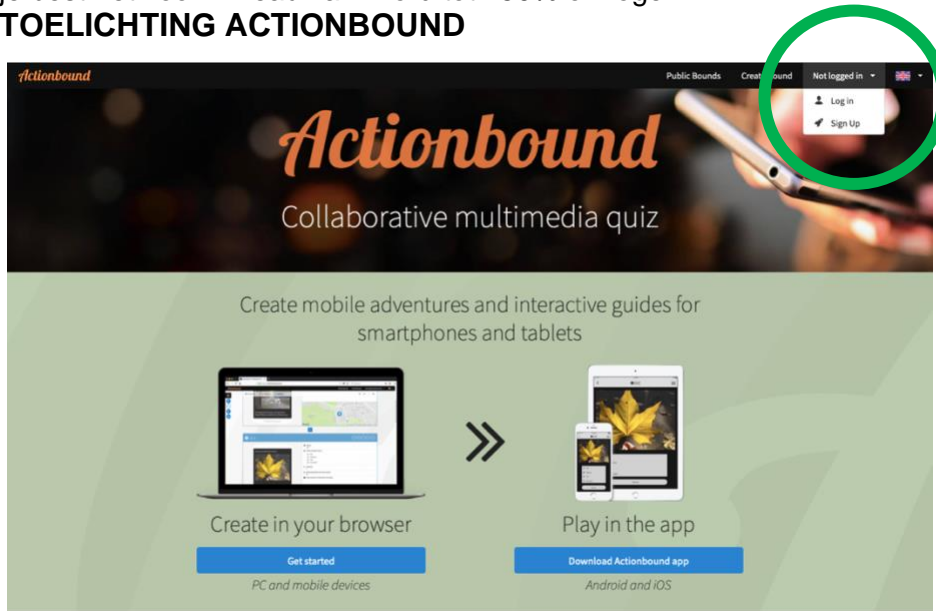 TOELICHTING ACTIONBOUND
Actionbound
Public Bounds
Not logged in
Log in
Sign Up
Actionbound
Collaborative multimedia quiz
Create mobile adventures and interactive guides for
smartphones and tablets
Create in your browser
Play in the app
Get started
Download Actionbound app
PC and mobile devices
Android and iOS